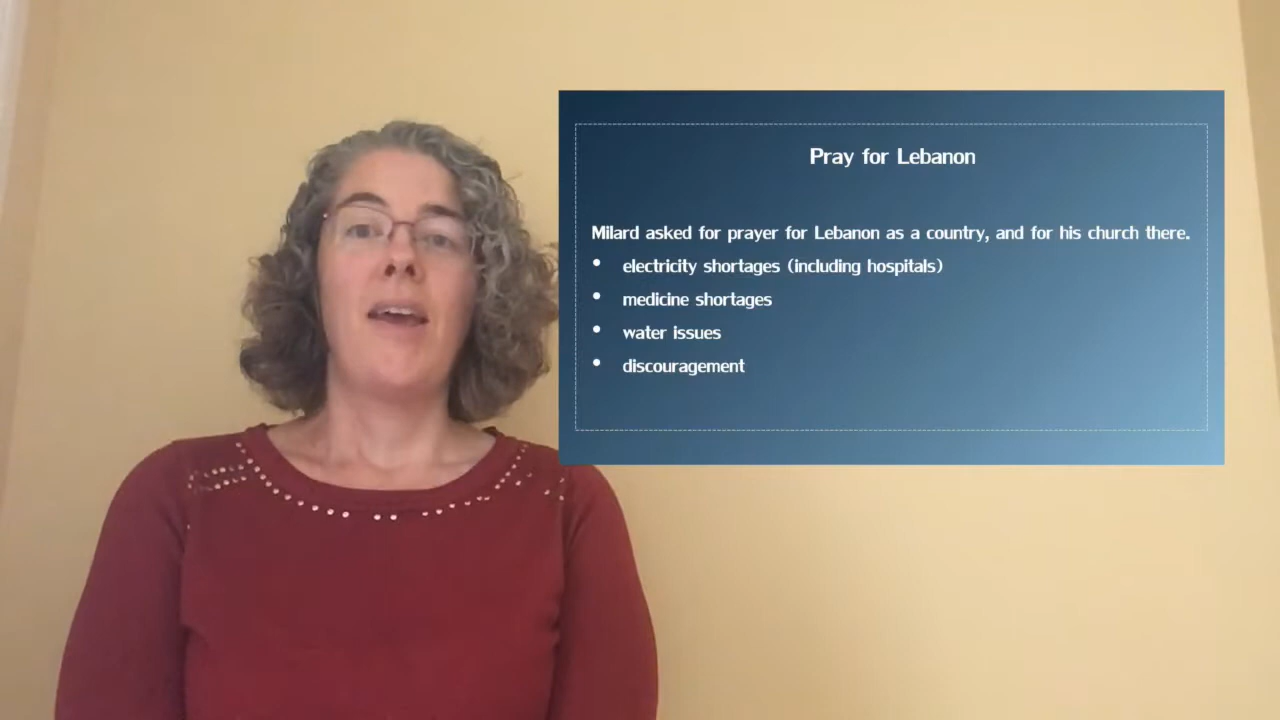 Pray for Lebanon
Milard asked for prayer for Lebanon as a country, and for his church there.
• electricity shortages (including hospitals)
• medicine shortages
• water issues
• discouragement